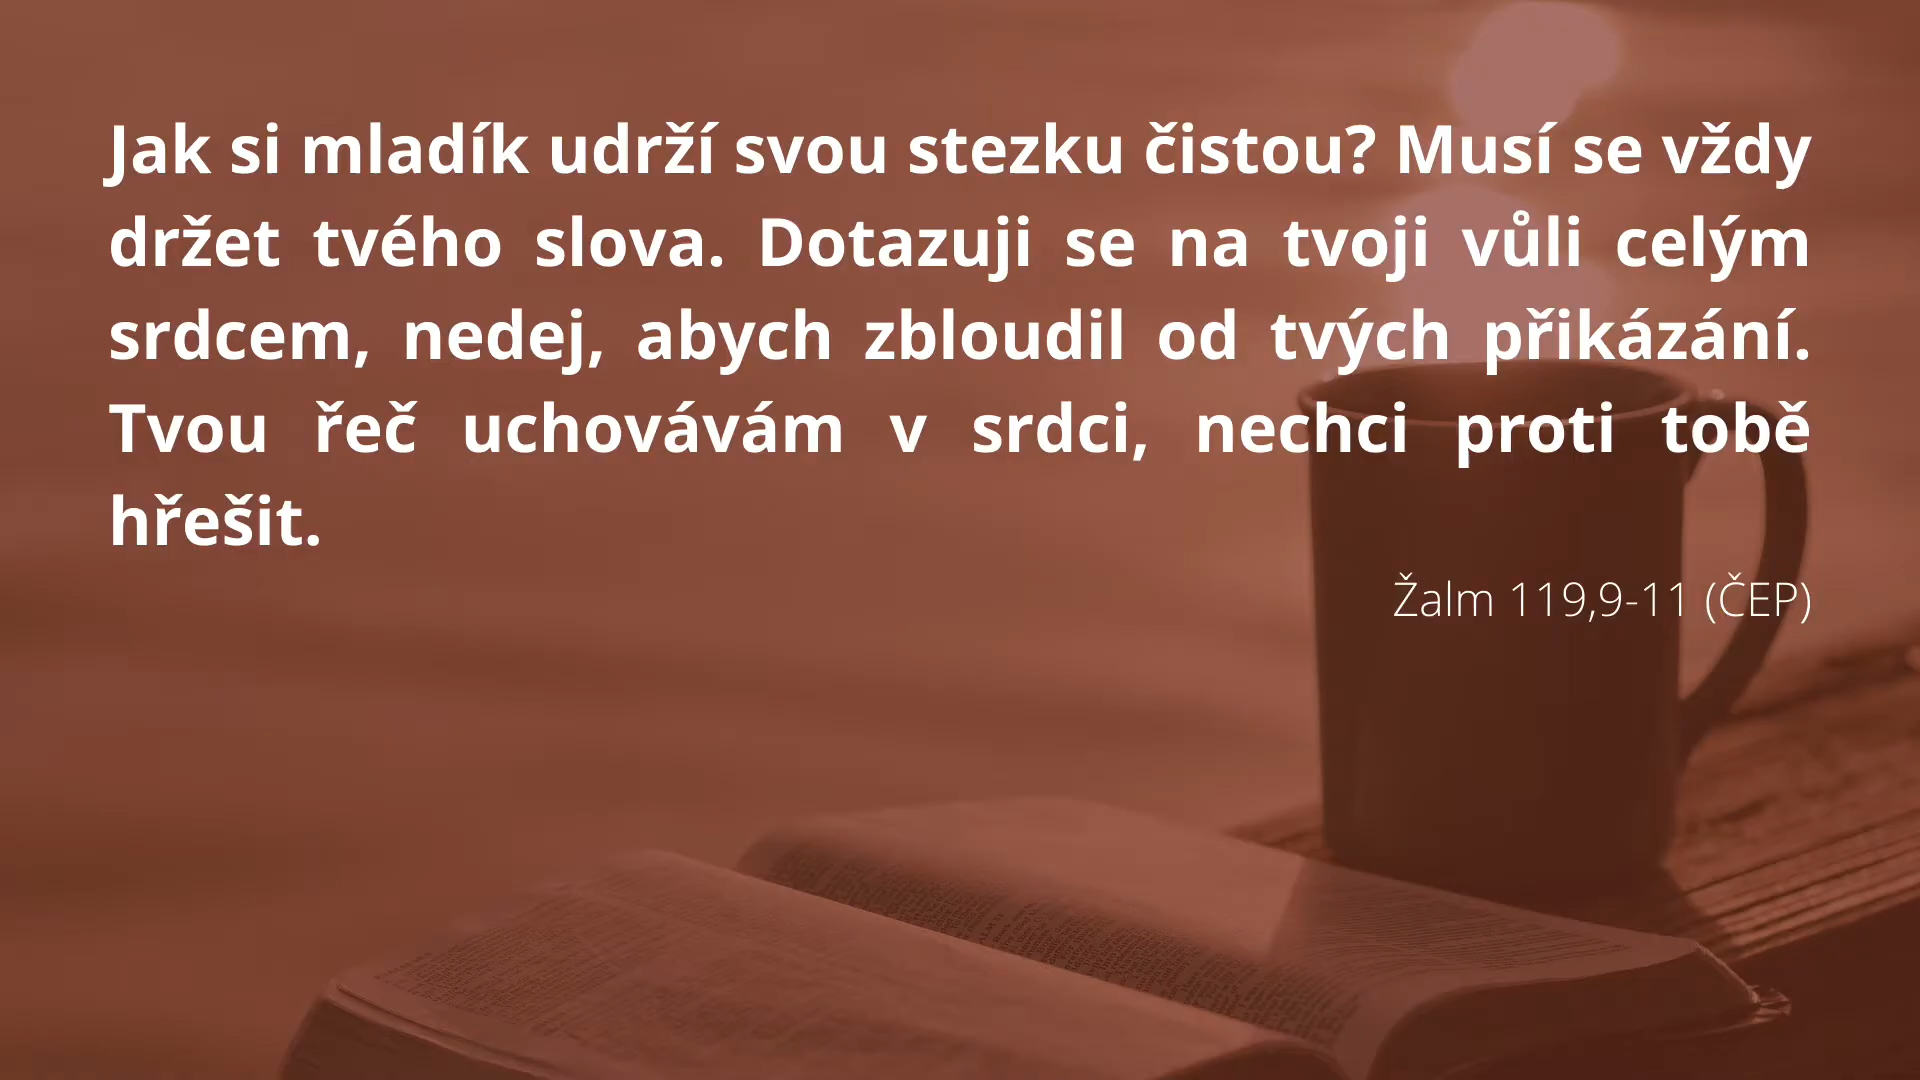 Jak si mladík udrží svou stezku čistou? Musí se vždy
držet tvého slova. Dotazuji se na tvoji vůli celým
srdcem, nedej, abych zbloudil od tvých přikázání.
Tvou řeč uchovávám v srdci, nechci proti tobě
hřešit.
Žalm 119,9-11 (ČEP)